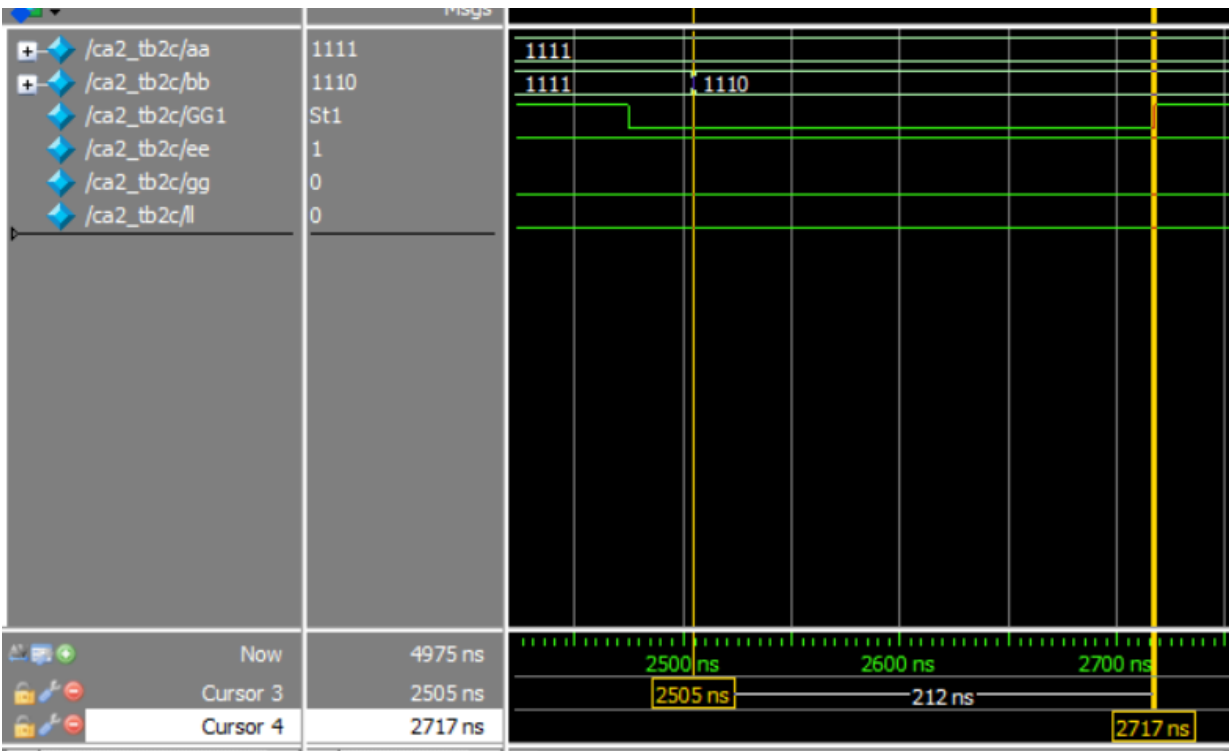 Msgs
/ca2_tb2c/aa 1111 1111
/ca2_tb2c/bb 1110 1111 1110
/ca2_tb2c/GG1 St1
/ca2_tb2c/ee 1
/ca2_tb2c/gg 0
/ca2_tb2c/ll 0
Now 4975 ns 2500 ns 2600 ns 2700 ns
Cursor 3 2505 ns 2505 ns 212 ns
Cursor 4 2717 ns 2717 ns